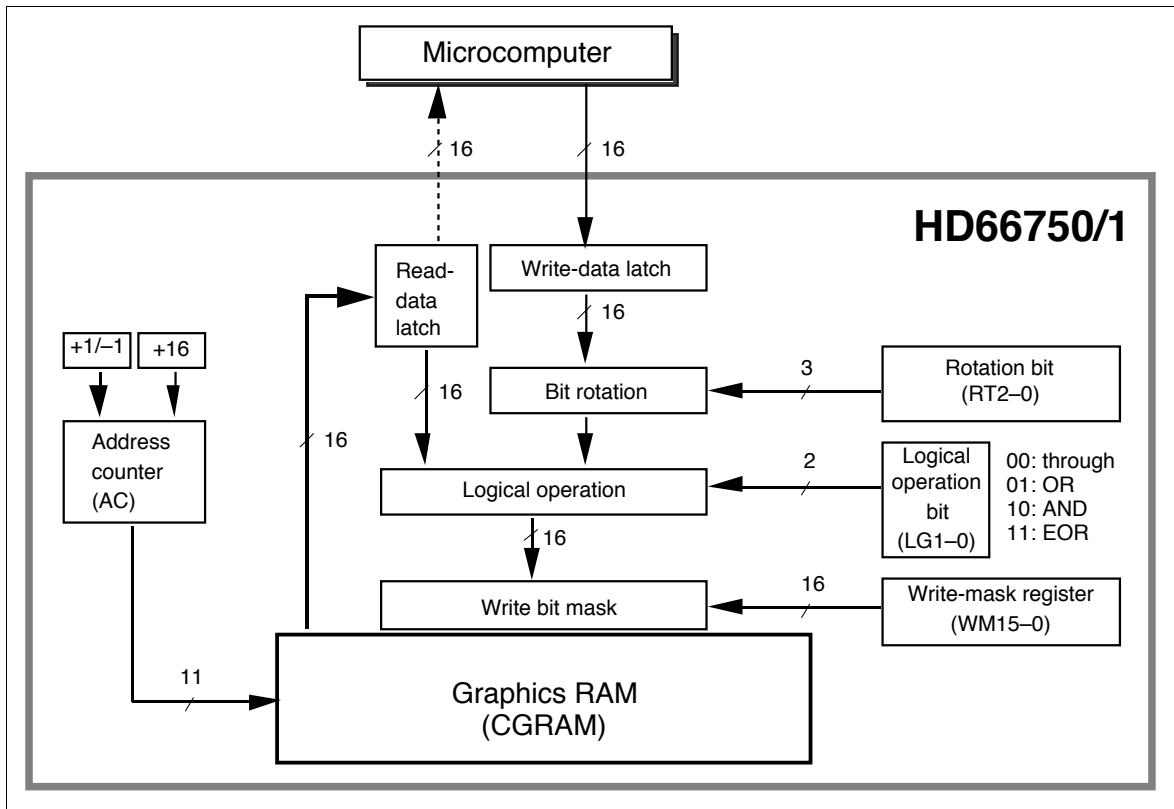 Microcomputer
16
16
HD66750/1
Read-
data
latch
Write-data latch
16
+1/–1
+16
3
Rotation bit
(RT2–0)
Bit rotation
16
16
Address
counter
(AC)
2
Logical
operation
bit
(LG1–0)
00: through
01: OR
10: AND
11: EOR
Logical operation
16
16
Write-mask register
(WM15–0)
Write bit mask
11
Graphics RAM
(CGRAM)